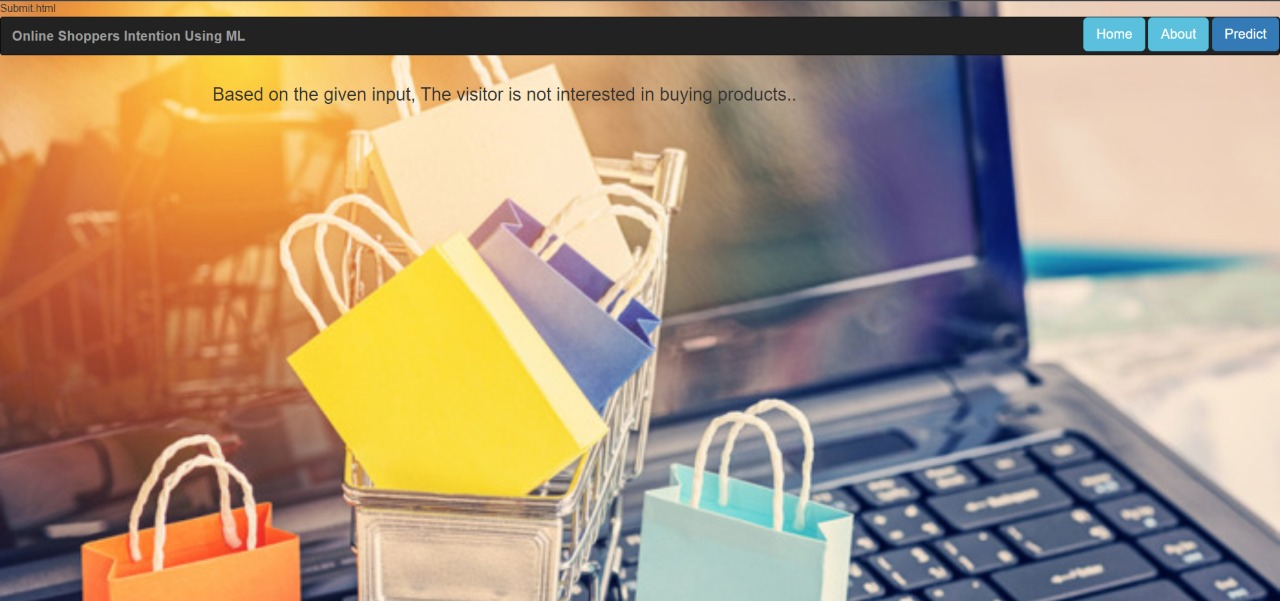 Submit.html
Online Shoppers Intention Using ML
Home
About
Predict
Based on the given input, The visitor is not interested in buying products..